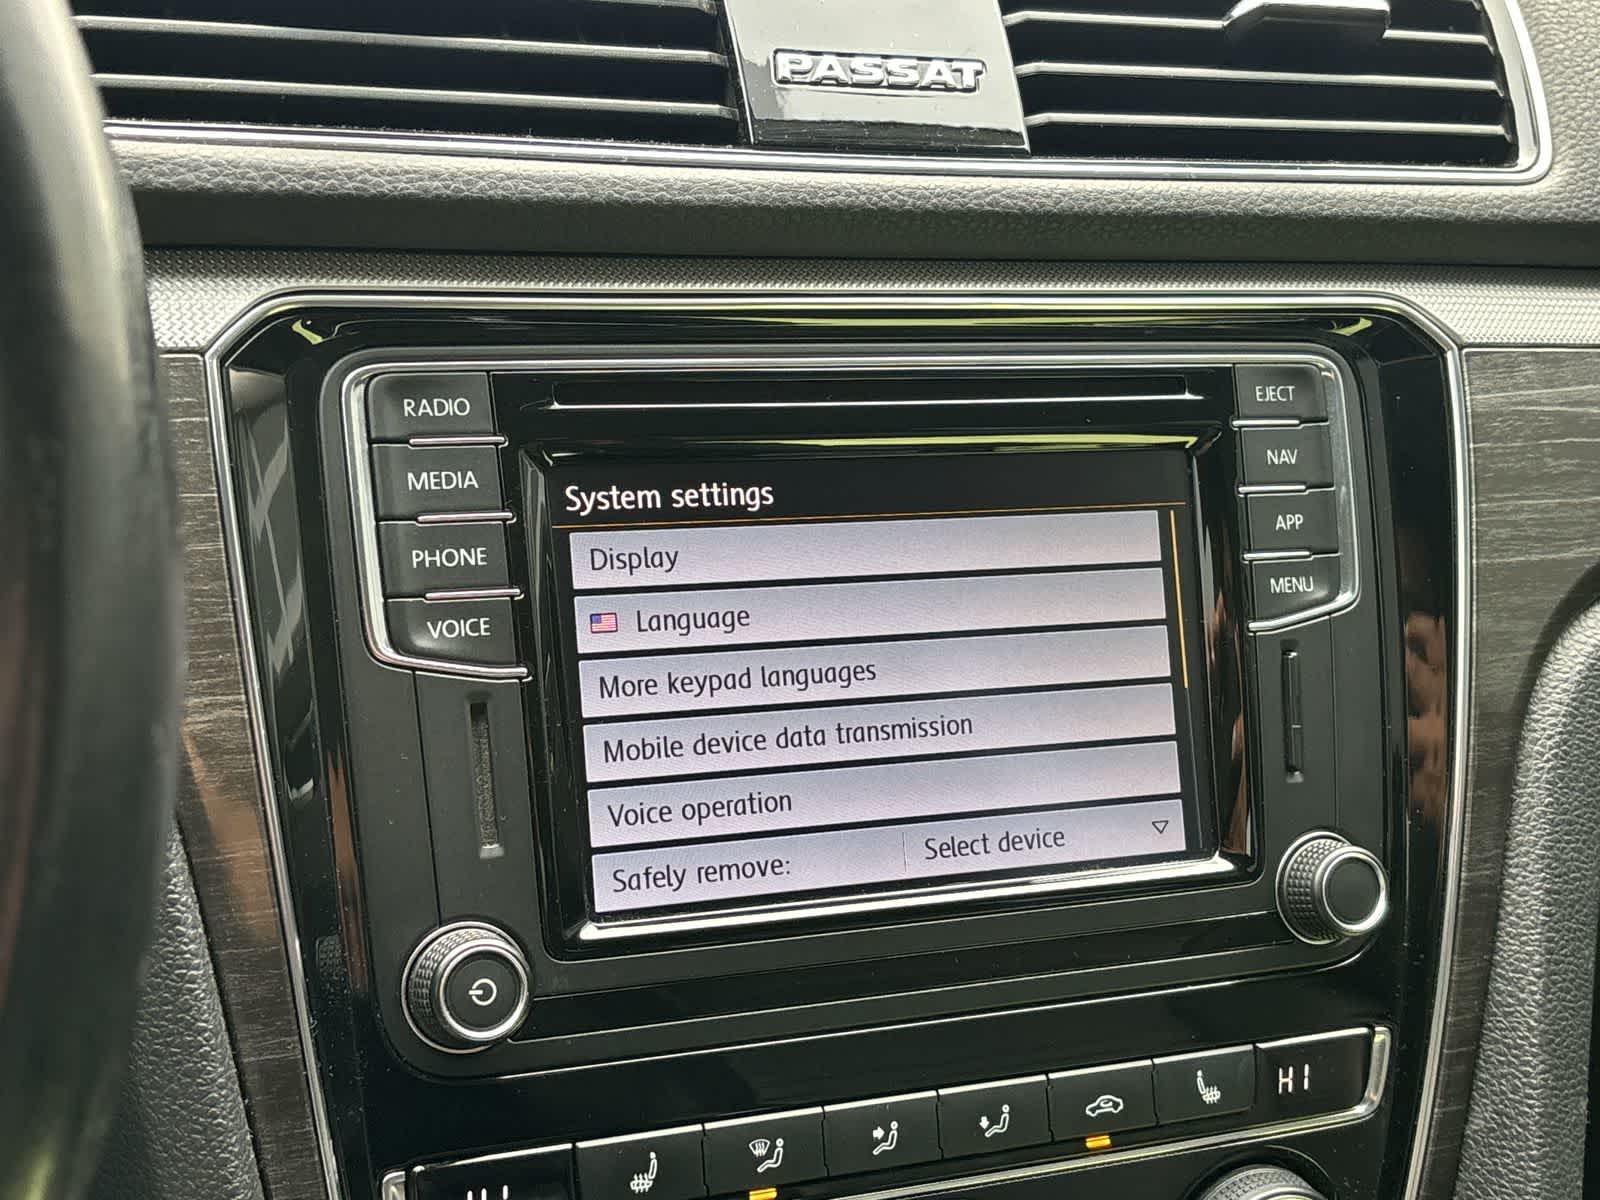 PASSAT
RADIO
MEDIA
PHONE
VOICE
System settings
Display
Language
More keypad languages
Mobile device data transmission
Voice operation
Safely remove: Select device
EJECT
NAV
APP
MENU
HI